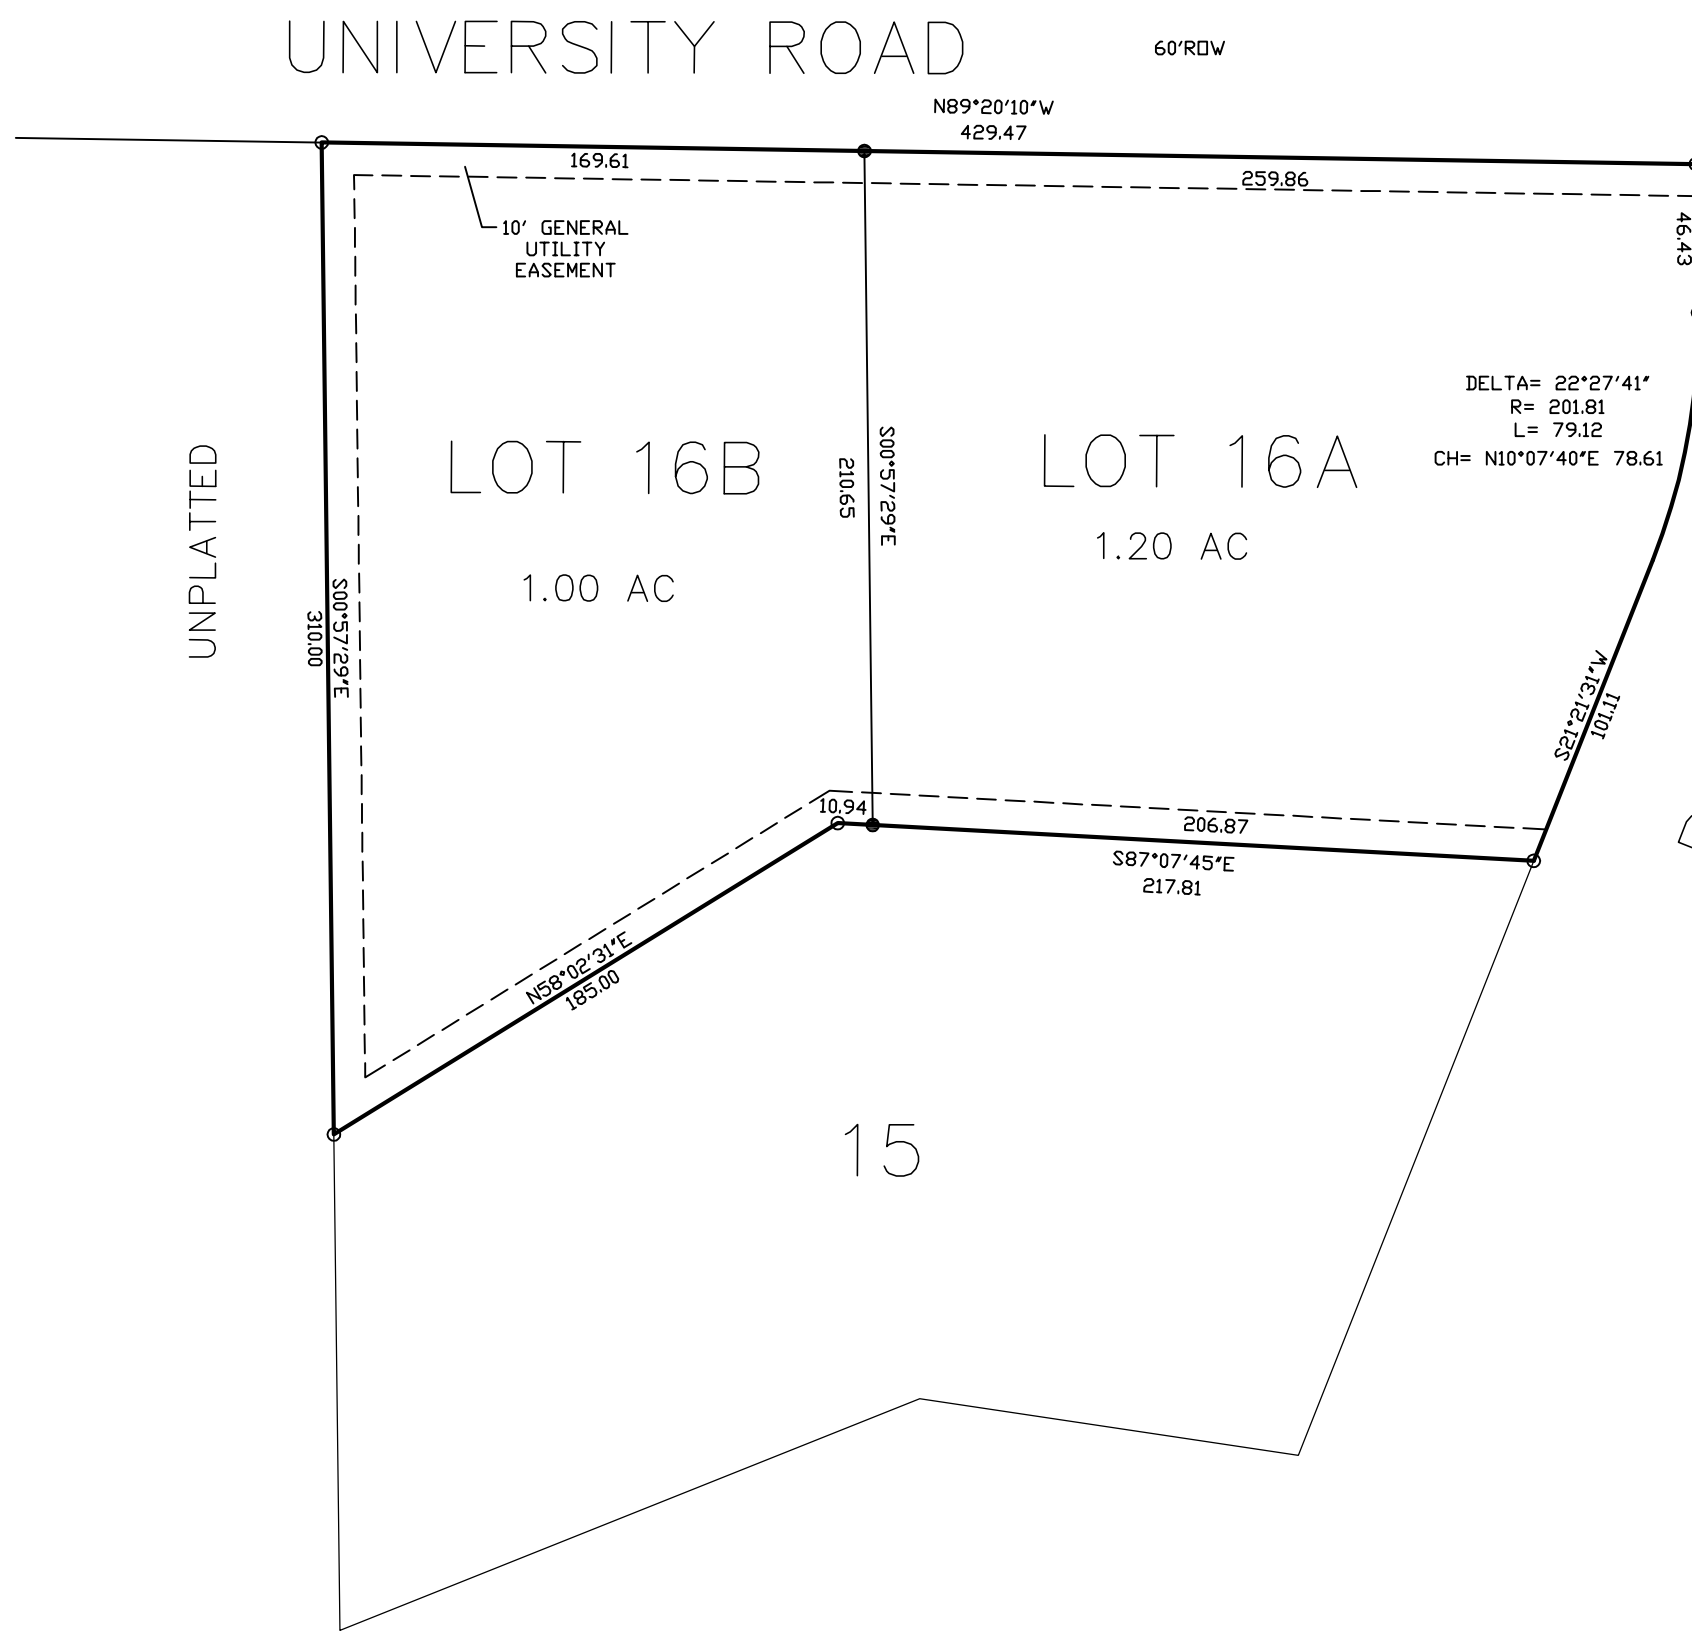 UNIVERSITY ROAD
60'ROW
N89°20'10"W
429.47
169.61
259.86
10' GENERAL
UTILITY
EASEMENT
46.43
DELTA= 22°27'41"
R= 201.81
L= 79.12
CH= N10°07'40"E 78.61
UNPLATTED
LOT 16B
1.00 AC
S00°57'29"E
310.00
S00°57'29"E
210.65
LOT 16A
1.20 AC
S21°21'31"W
101.11
10.94
206.87
S87°07'45"E
217.81
N58°02'31"E
185.00
15